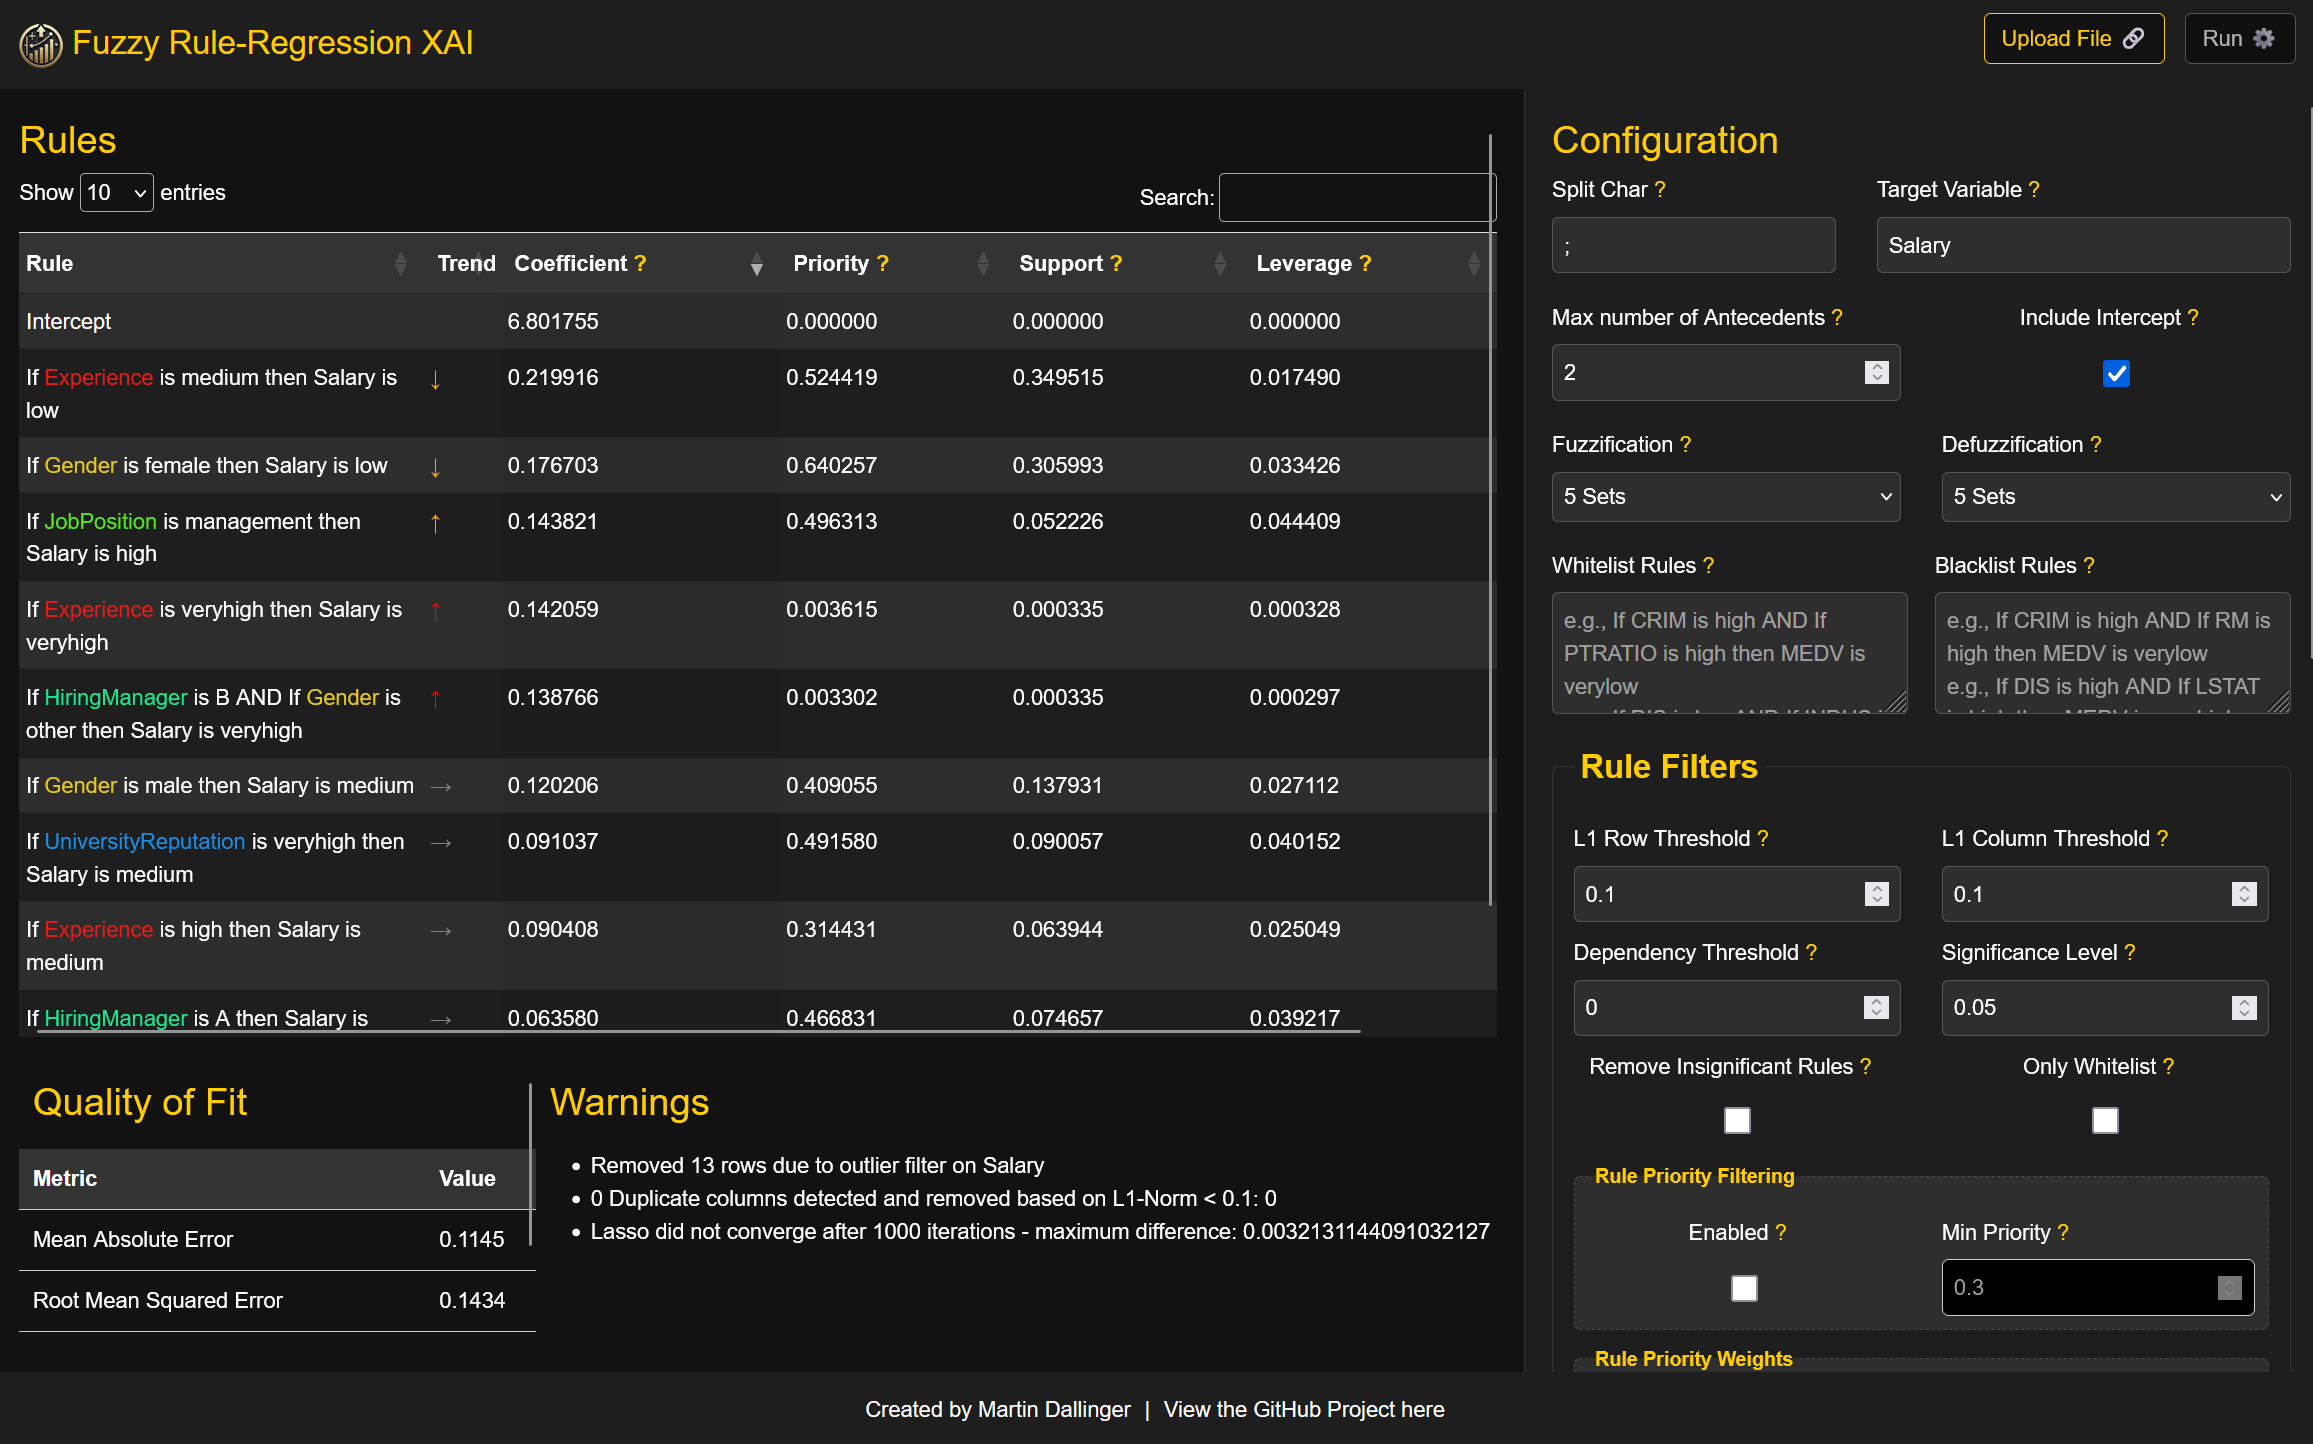 Fuzzy Rule-Regression XAI
Upload File
Run
Rules
Show 10 entries
Search:
Rule Trend Coefficient ? Priority ? Support ? Leverage ?
Intercept 6.801755 0.000000 0.000000 0.000000
If Experience is medium then Salary is ↓ 0.219916 0.524419 0.349515 0.017490
low
If Gender is female then Salary is low ↓ 0.176703 0.640257 0.305993 0.033426
If JobPosition is management then ↑ 0.143821 0.496313 0.052226 0.044409
Salary is high
If Experience is veryhigh then Salary is ↑ 0.142059 0.003615 0.000335 0.000328
veryhigh
If HiringManager is B AND If Gender is ↑ 0.138766 0.003302 0.000335 0.000297
other then Salary is veryhigh
If Gender is male then Salary is medium → 0.120206 0.409055 0.137931 0.027112
If UniversityReputation is veryhigh then → 0.091037 0.491580 0.090057 0.040152
Salary is medium
If Experience is high then Salary is → 0.090408 0.314431 0.063944 0.025049
medium
If HiringManager is A then Salary is → 0.063580 0.466831 0.074657 0.039217
Quality of Fit
Metric Value
Mean Absolute Error 0.1145
Root Mean Squared Error 0.1434
Warnings
• Removed 13 rows due to outlier filter on Salary
• 0 Duplicate columns detected and removed based on L1-Norm < 0.1: 0
• Lasso did not converge after 1000 iterations - maximum difference: 0.0032131144091032127
Configuration
Split Char ? Target Variable ?
; Salary
Max number of Antecedents ? Include Intercept ?
2
Fuzzification ? Defuzzification ?
5 Sets 5 Sets
Whitelist Rules ? Blacklist Rules ?
e.g., If CRIM is high AND If
PTRATIO is high then MEDV is
verylow
e.g., If CRIM is high AND If RM is
high then MEDV is verylow
e.g., If DIS is high AND If LSTAT
Rule Filters
L1 Row Threshold ? L1 Column Threshold ?
0.1 0.1
Dependency Threshold ? Significance Level ?
0 0.05
Remove Insignificant Rules ? Only Whitelist ?
Rule Priority Filtering
Enabled ? Min Priority ?
0.3
Rule Priority Weights
Created by Martin Dallinger | View the GitHub Project here